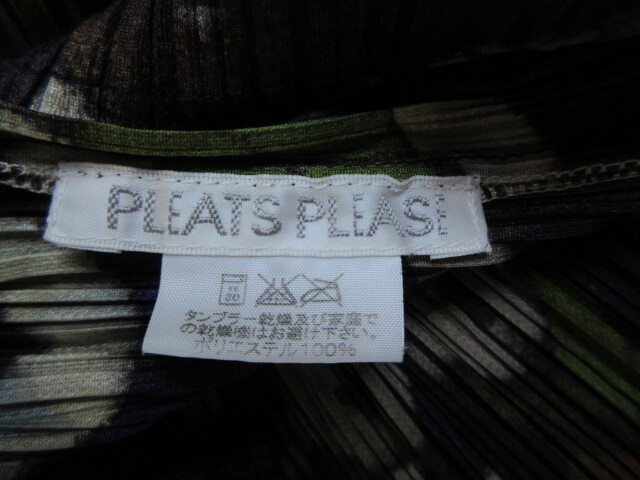 PLEATS PLEASE
タンブラー乾燥及び家庭で
の乾燥機はお避け下さい。
ポリエステル100%